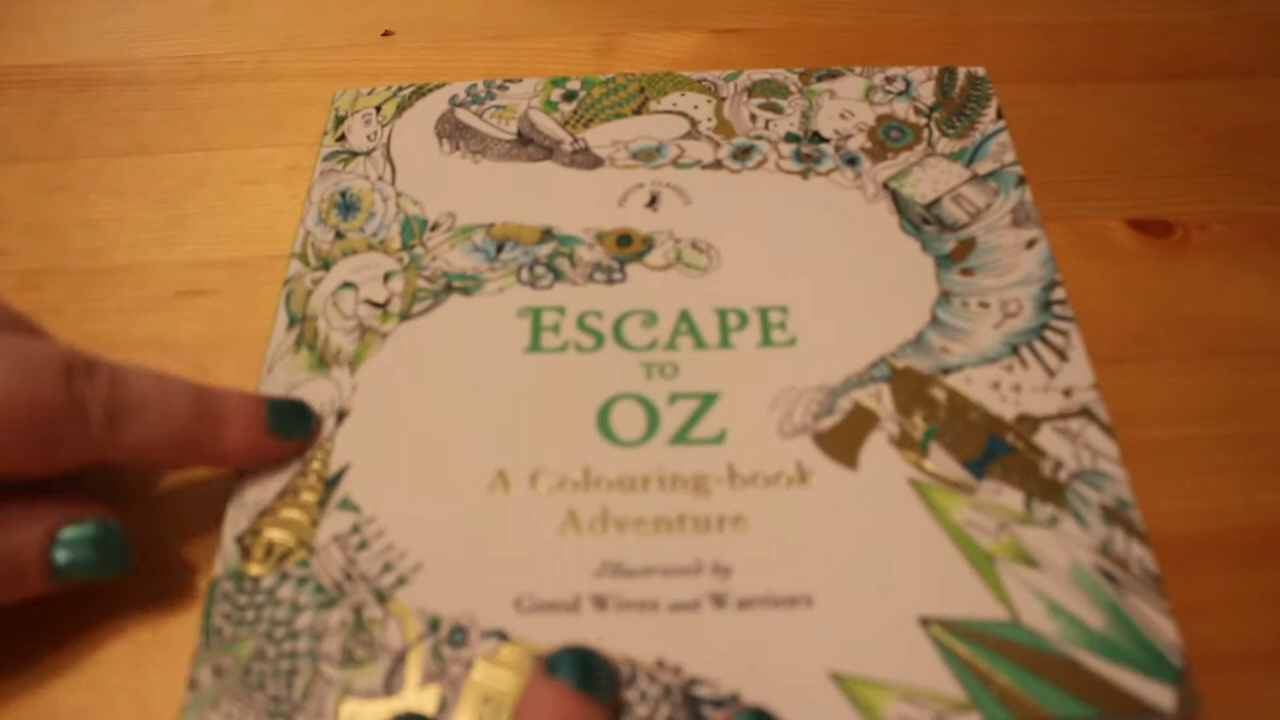 ESCAPE
TO
OZ
A Colouring-book
Adventure
Illustrated by
Good Wives and Warriors